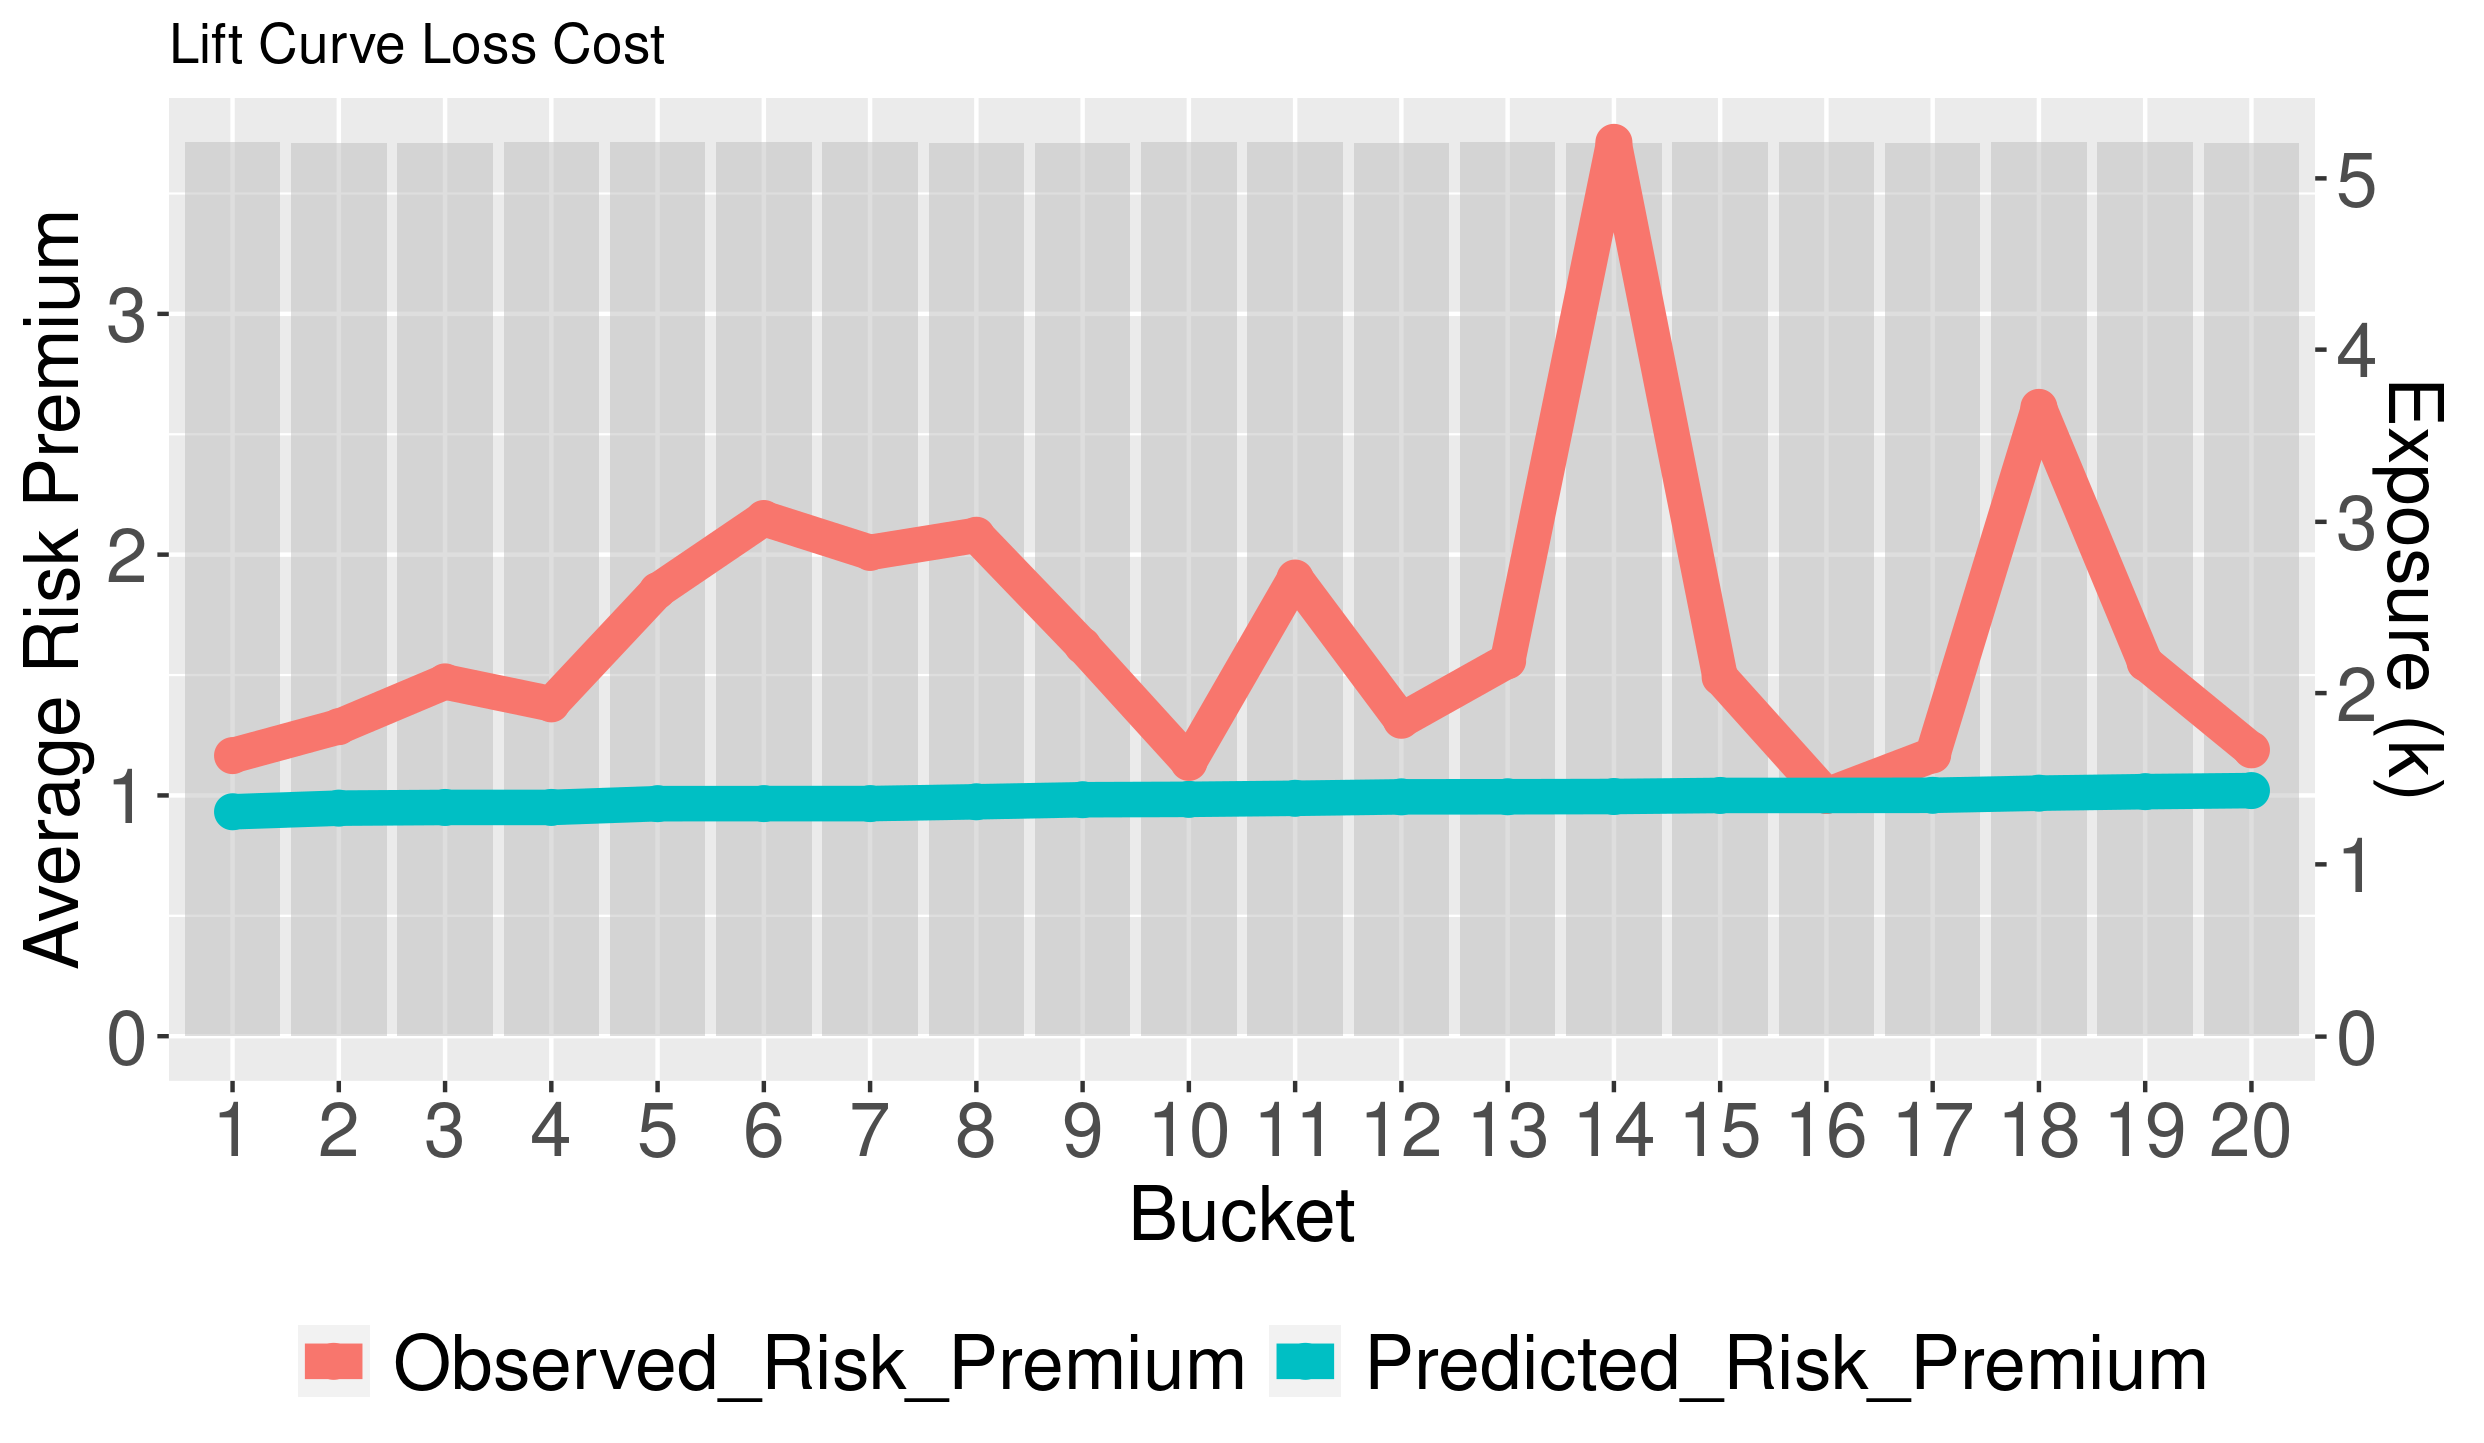 Lift Curve Loss Cost
Average Risk Premium
3
2
1
0
5
4
3
2
1
0
Exposure (k)
1 2 3 4 5 6 7 8 9 10 11 12 13 14 15 16 17 18 19 20
Bucket
Observed_Risk_Premium Predicted_Risk_Premium